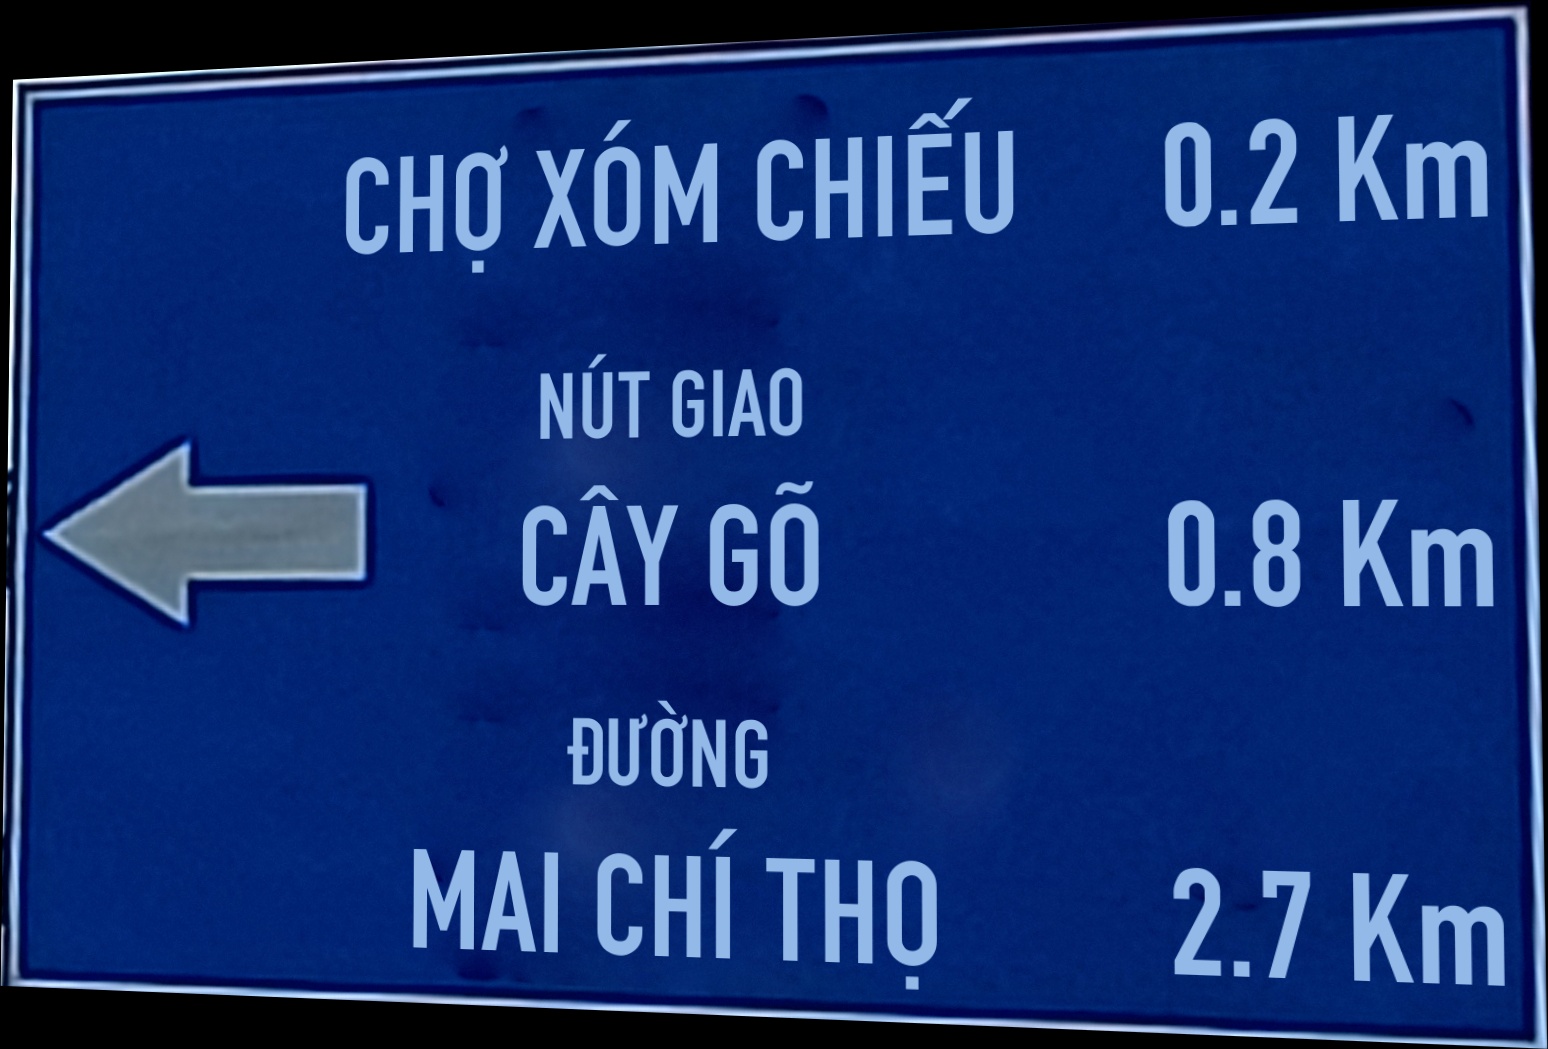 CHỢ XÓM CHIẾU 0.2 Km
NÚT GIAO
CÂY GÕ 0.8 Km
ĐƯỜNG
MAI CHÍ THỌ 2.7 Km